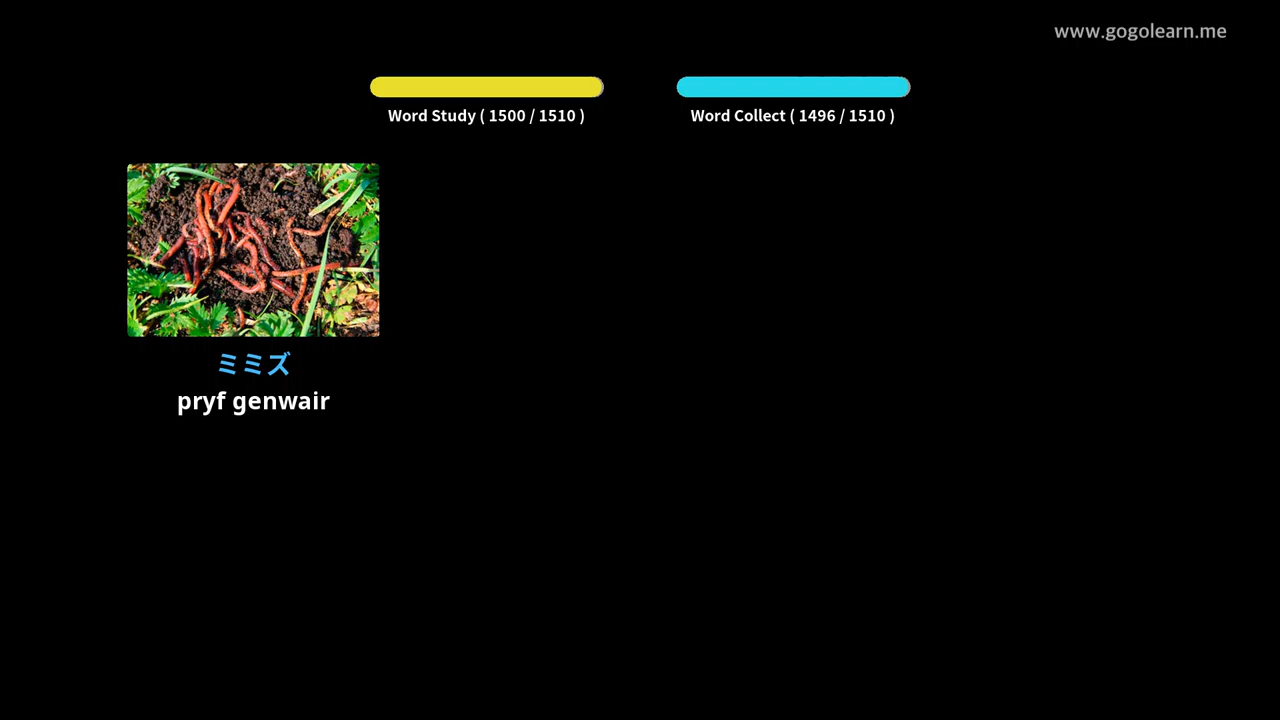 www.gogolearn.me
Word Study ( 1500 / 1510 )
Word Collect ( 1496 / 1510 )
ミミズ
pryf genwair